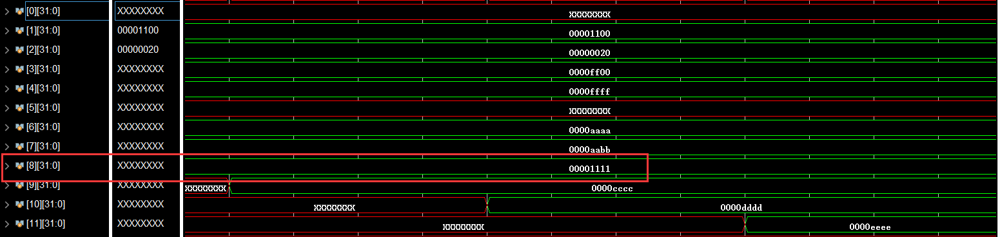 [0][31:0] XXXXXXXX XXXXXXXX
[1][31:0] 00001100 00001100
[2][31:0] 00000020 00000020
[3][31:0] XXXXXXXX 0000ff00
[4][31:0] XXXXXXXX 0000ffff
[5][31:0] XXXXXXXX XXXXXXXX
[6][31:0] XXXXXXXX 0000aaaa
[7][31:0] XXXXXXXX 0000aabb
[8][31:0] XXXXXXXX 00001111
[9][31:0] XXXXXXXX XXXXXXXX 0000cccc
[10][31:0] XXXXXXXX XXXXXXXX 0000dddd
[11][31:0] XXXXXXXX XXXXXXXX 0000eeee